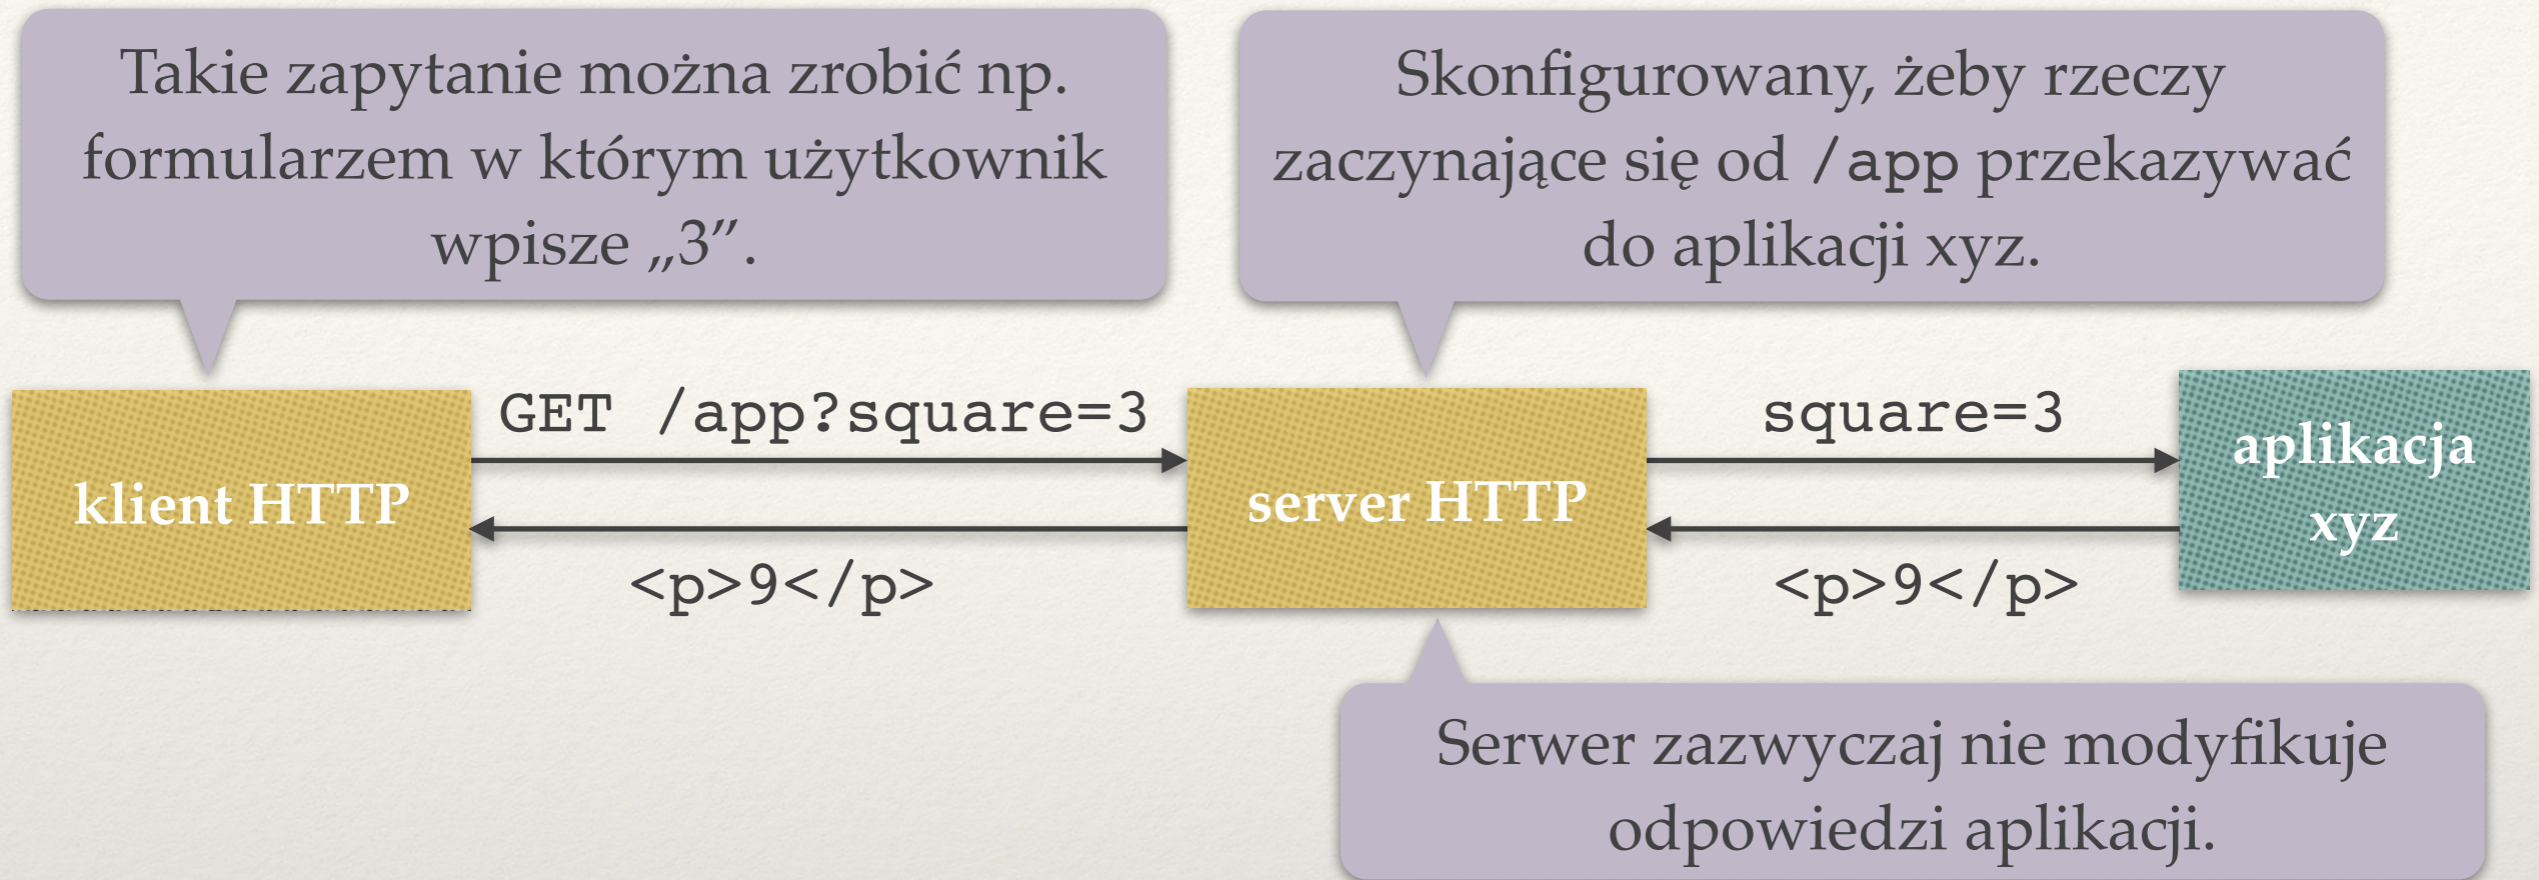 Takie zapytanie można zrobić np.
formularzem w którym użytkownik
wpisze „3”.
Skonfigurowany, żeby rzeczy
zaczynające się od /app przekazywać
do aplikacji xyz.
klient HTTP
GET /app?square=3
<p>9</p>
server HTTP
square=3
<p>9</p>
aplikacja
xyz
Serwer zazwyczaj nie modyfikuje
odpowiedzi aplikacji.